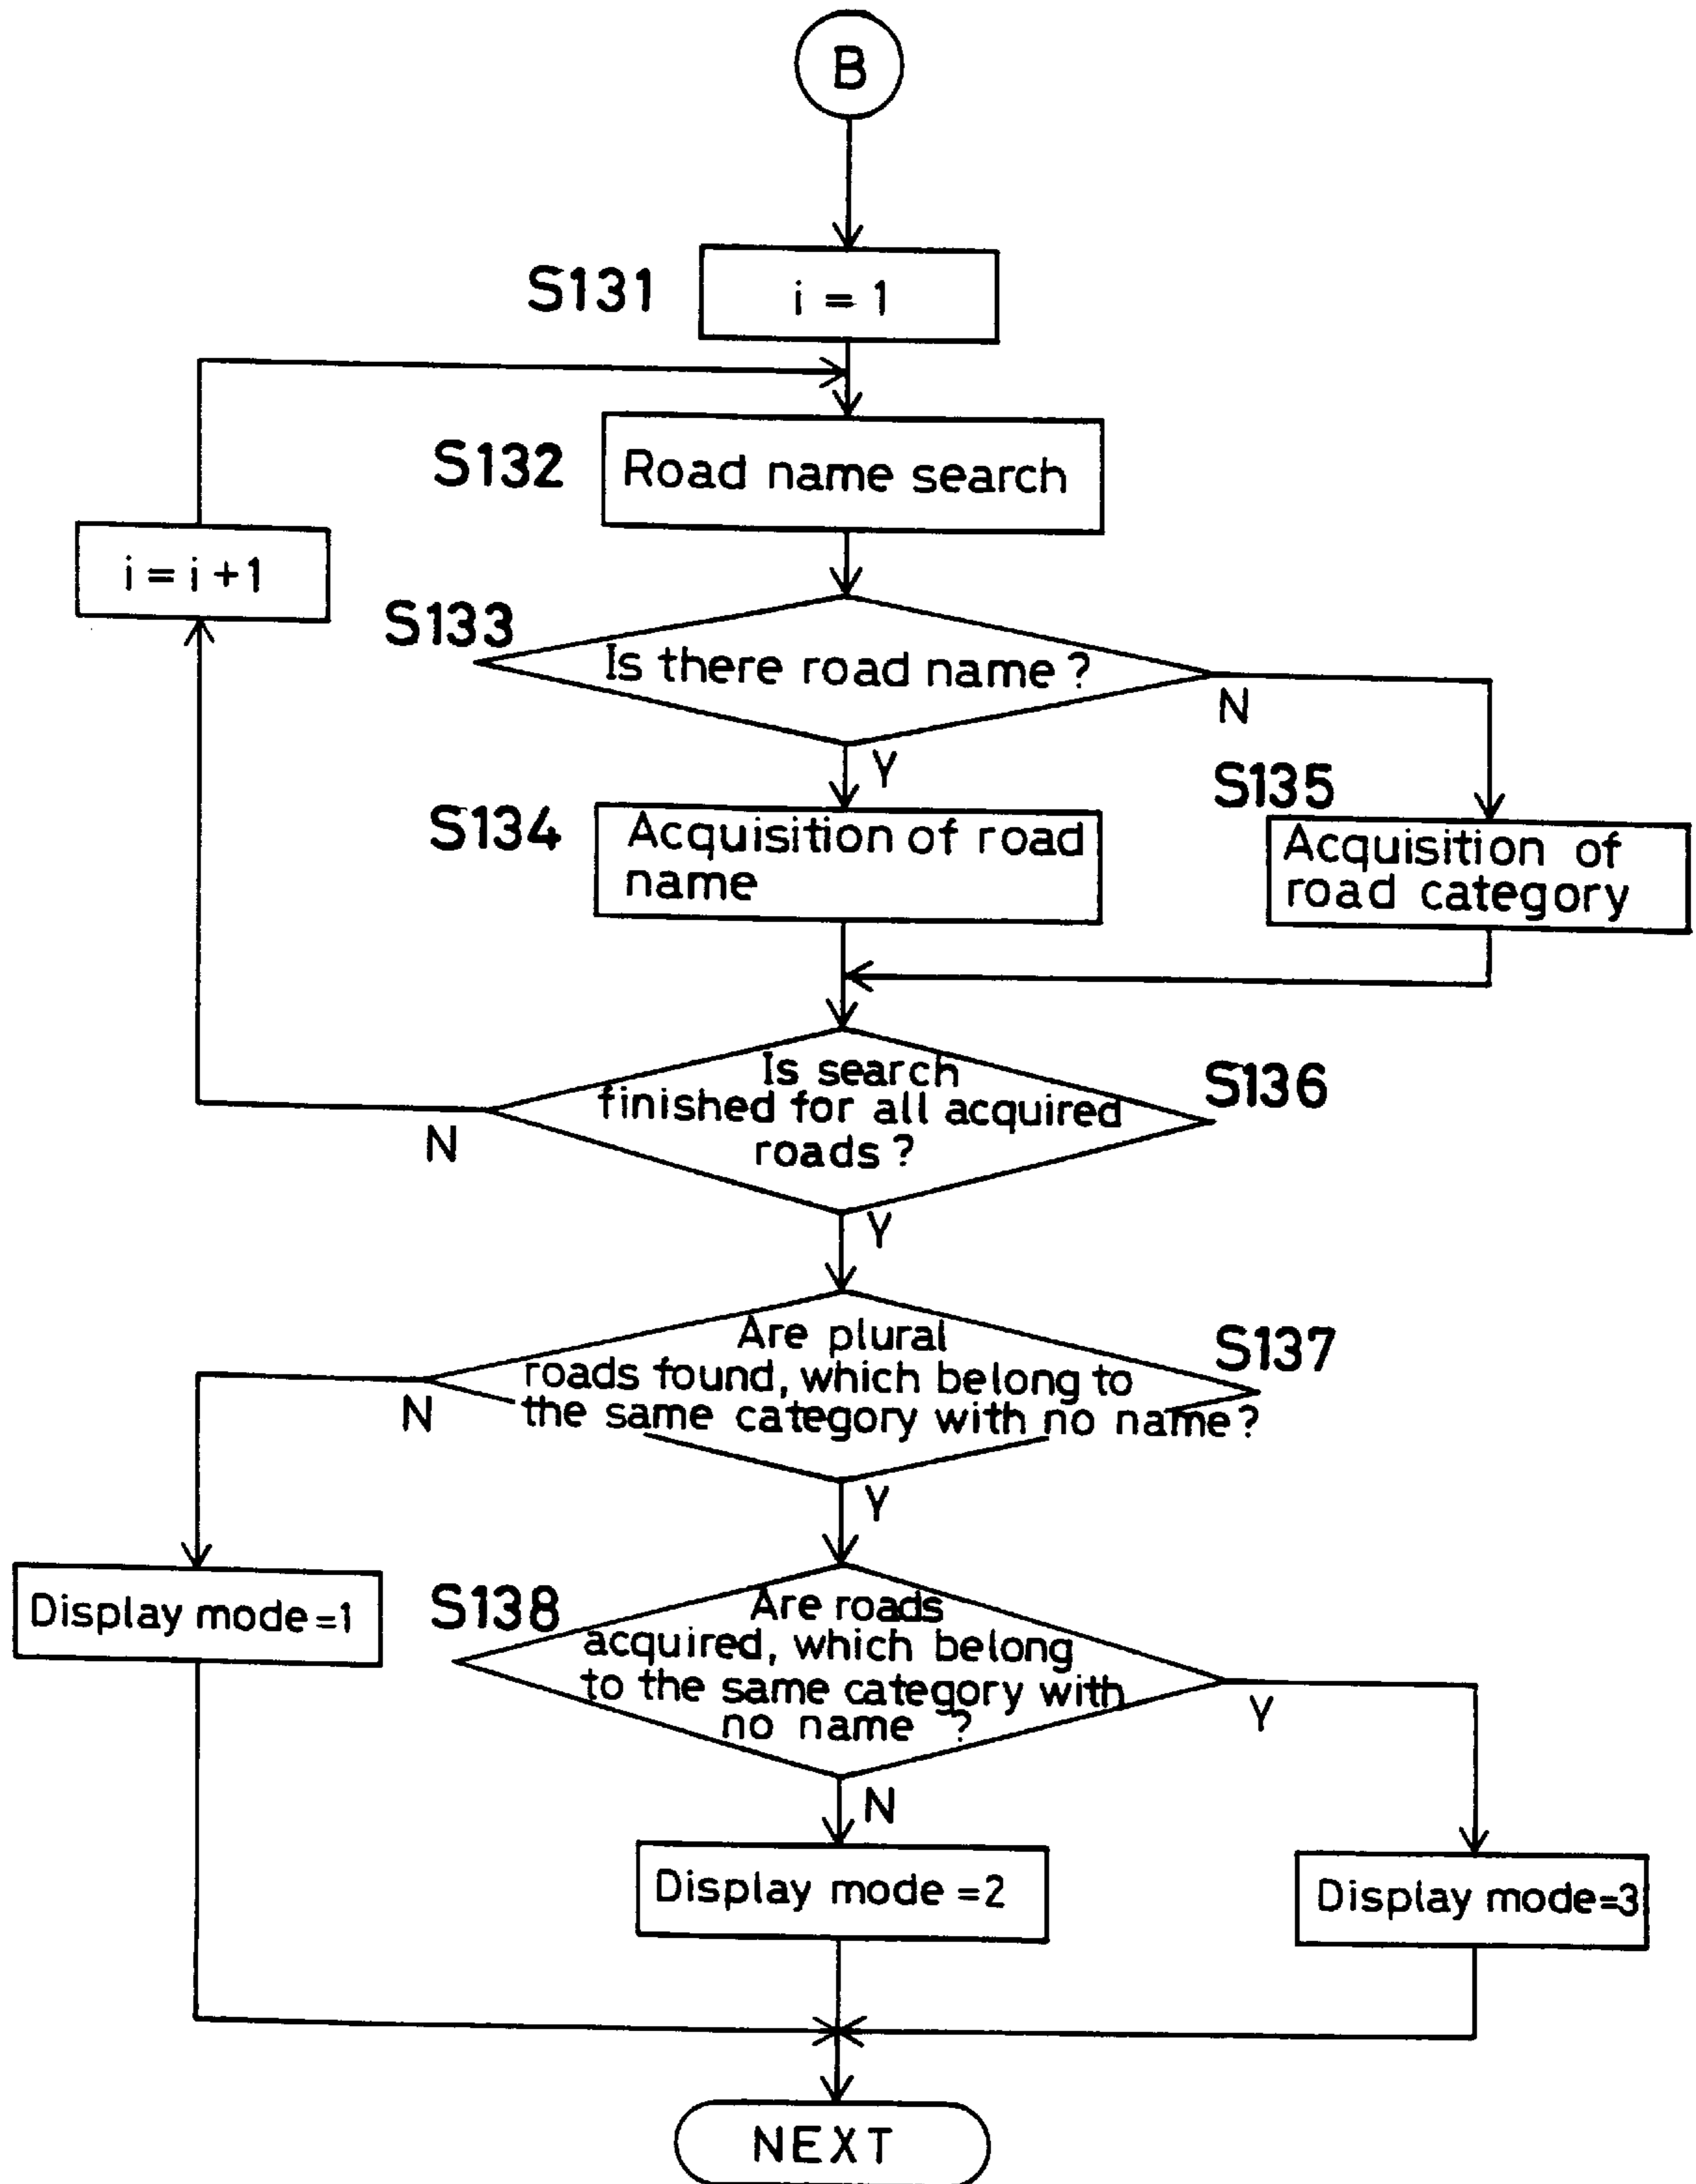 B
S131
i = 1
S132
Road name search
i = i +1
S133
Is there road name ?
N
Y
S135
S134
Acquisition of road
name
Acquisition of
road category
Is search
finished for all acquired
roads ?
S136
N
Y
Are plural
roads found, which belong to
the same category with no name?
S137
N
Y
Display mode=1
S138
Are roads
acquired, which belong
to the same category with
no name ?
Y
N
Display mode =2
Display mode=3
NEXT